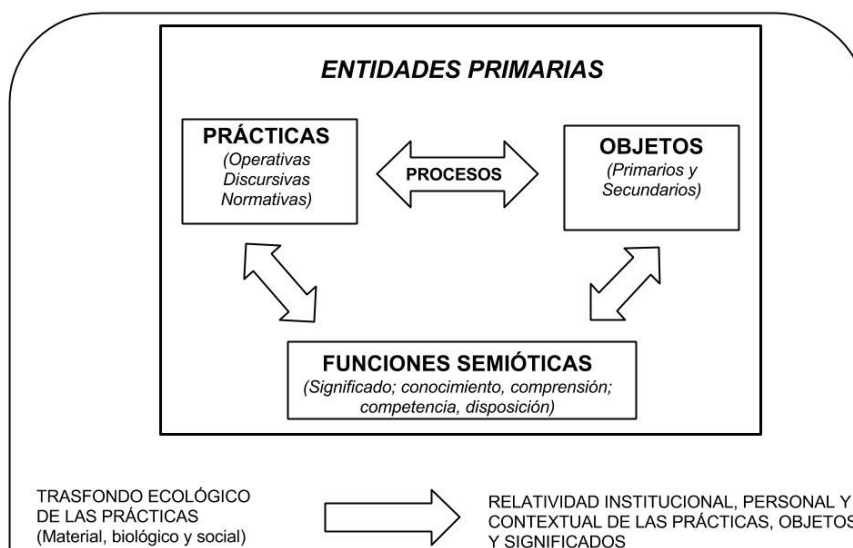 ENTIDADES PRIMARIAS
PRÁCTICAS
(Operativas
Discursivas
Normativas)
PROCESOS
OBJETOS
(Primarios y
Secundarios)
FUNCIONES SEMIÓTICAS
(Significado; conocimiento, comprensión;
competencia, disposición)
TRASFONDO ECOLÓGICO
DE LAS PRÁCTICAS
(Material, biológico y social)
RELATIVIDAD INSTITUCIONAL, PERSONAL Y
CONTEXTUAL DE LAS PRÁCTICAS, OBJETOS
Y SIGNIFICADOS